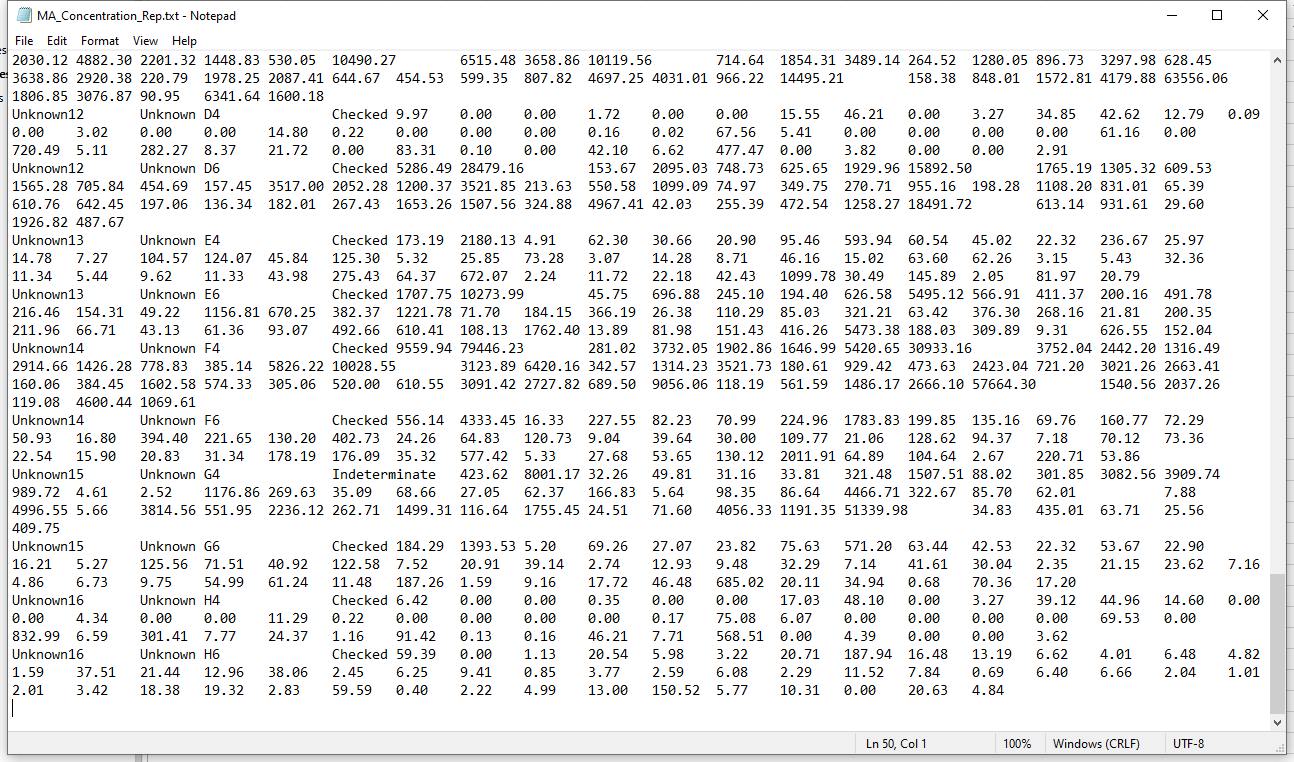 MA_Concentration_Rep.txt - Notepad
File Edit Format View Help
2030.12 4882.30 2201.32 1448.83 530.05 10490.27 6515.48 3658.86 10119.56 714.64 1854.31 3489.14 264.52 1280.05 896.73 3297.98 628.45
3638.86 2920.38 220.79 1978.25 2087.41 644.67 454.53 599.35 807.82 4697.25 4031.01 966.22 14495.21 158.38 848.01 1572.81 4179.88 63556.06
1806.85 3076.87 90.95 6341.64 1600.18
Unknown12 Unknown D4 Checked 9.97 0.00 0.00 1.72 0.00 0.00 15.55 46.21 0.00 3.27 34.85 42.62 12.79 0.09
0.00 3.02 0.00 0.00 14.80 0.22 0.00 0.00 0.00 0.16 0.02 67.56 5.41 0.00 0.00 0.00 0.00 61.16 0.00
720.49 5.11 282.27 8.37 21.72 0.00 83.31 0.10 0.00 42.10 6.62 477.47 0.00 3.82 0.00 0.00 2.91
Unknown12 Unknown D6 Checked 5286.49 28479.16 153.67 2095.03 748.73 625.65 1929.96 15892.50 1765.19 1305.32 609.53
1565.28 705.84 454.69 157.45 3517.00 2052.28 1200.37 3521.85 213.63 550.58 1099.09 74.97 349.75 270.71 955.16 198.28 1108.20 831.01 65.39
610.76 642.45 197.06 136.34 182.01 267.43 1653.26 1507.56 324.88 4967.41 42.03 255.39 472.54 1258.27 18491.72 613.14 931.61 29.60
1926.82 487.67
Unknown13 Unknown E4 Checked 173.19 2180.13 4.91 62.30 30.66 20.90 95.46 593.94 60.54 45.02 22.32 236.67 25.97
14.78 7.27 104.57 124.07 45.84 125.30 5.32 25.85 73.28 3.07 14.28 8.71 46.16 15.02 63.60 62.26 3.15 5.43 32.36
11.34 5.44 9.62 11.33 43.98 275.43 64.37 672.07 2.24 11.72 22.18 42.43 1099.78 30.49 145.89 2.05 81.97 20.79
Unknown13 Unknown E6 Checked 1707.75 10273.99 45.75 696.88 245.10 194.40 626.58 5495.12 566.91 411.37 200.16 491.78
216.46 154.31 49.22 1156.81 670.25 382.37 1221.78 71.70 184.15 366.19 26.38 110.29 85.03 321.21 63.42 376.30 268.16 21.81 200.35
211.96 66.71 43.13 61.36 93.07 492.66 610.41 108.13 1762.40 13.89 81.98 151.43 416.26 5473.38 188.03 309.89 9.31 626.55 152.04
Unknown14 Unknown F4 Checked 9559.94 79446.23 281.02 3732.05 1902.86 1646.99 5420.65 30933.16 3752.04 2442.20 1316.49
2914.66 1426.28 778.83 385.14 5826.22 10028.55 3123.89 6420.16 342.57 1314.23 3521.73 180.61 929.42 473.63 2423.04 721.20 3021.26 2663.41
160.06 384.45 1602.58 574.33 305.06 520.00 610.55 3091.42 2727.82 689.50 9056.06 118.19 561.59 1486.17 2666.10 57664.30 1540.56 2037.26
119.08 4600.44 1069.61
Unknown14 Unknown F6 Checked 556.14 4333.45 16.33 227.55 82.23 70.99 224.96 1783.83 199.85 135.16 69.76 160.77 72.29
50.93 16.80 394.40 221.65 130.20 402.73 24.26 64.83 120.73 9.04 39.64 30.00 109.77 21.06 128.62 94.37 7.18 70.12 73.36
22.54 15.90 20.83 31.34 178.19 176.09 35.32 577.42 5.33 27.68 53.65 130.12 2011.91 64.89 104.64 2.67 220.71 53.86
Unknown15 Unknown G4 Indeterminate 423.62 8001.17 32.26 49.81 31.16 33.81 321.48 1507.51 88.02 301.85 3082.56 3909.74
989.72 4.61 2.52 1176.86 269.63 35.09 68.66 27.05 62.37 166.83 5.64 98.35 86.64 4466.71 322.67 85.70 62.01 7.88
4996.55 5.66 3814.56 551.95 2236.12 262.71 1499.31 116.64 1755.45 24.51 71.60 4056.33 1191.35 51339.98 34.83 435.01 63.71 25.56
409.75
Unknown15 Unknown G6 Checked 184.29 1393.53 5.20 69.26 27.07 23.82 75.63 571.20 63.44 42.53 22.32 53.67 22.90
16.21 5.27 125.56 71.51 40.92 122.58 7.52 20.91 39.14 2.74 12.93 9.48 32.29 7.14 41.61 30.04 2.35 21.15 23.62 7.16
4.86 6.73 9.75 54.99 61.24 11.48 187.26 1.59 9.16 17.72 46.48 685.02 20.11 34.94 0.68 70.36 17.20
Unknown16 Unknown H4 Checked 6.42 0.00 0.00 0.35 0.00 0.00 17.03 48.10 0.00 3.27 39.12 44.96 14.60 0.00
0.00 4.34 0.00 0.00 11.29 0.22 0.00 0.00 0.00 0.00 0.17 75.08 6.07 0.00 0.00 0.00 0.00 69.53 0.00
832.99 6.59 301.41 7.77 24.37 1.16 91.42 0.13 0.16 46.21 7.71 568.51 0.00 4.39 0.00 0.00 3.62
Unknown16 Unknown H6 Checked 59.39 0.00 1.13 20.54 5.98 3.22 20.71 187.94 16.48 13.19 6.62 4.01 6.48 4.82
1.59 37.51 21.44 12.96 38.06 2.45 6.25 9.41 0.85 3.77 2.59 6.08 2.29 11.52 7.84 0.69 6.40 6.66 2.04 1.01
2.01 3.42 18.38 19.32 2.83 59.59 0.40 2.22 4.99 13.00 150.52 5.77 10.31 0.00 20.63 4.84
Ln 50, Col 1 100% Windows (CRLF) UTF-8